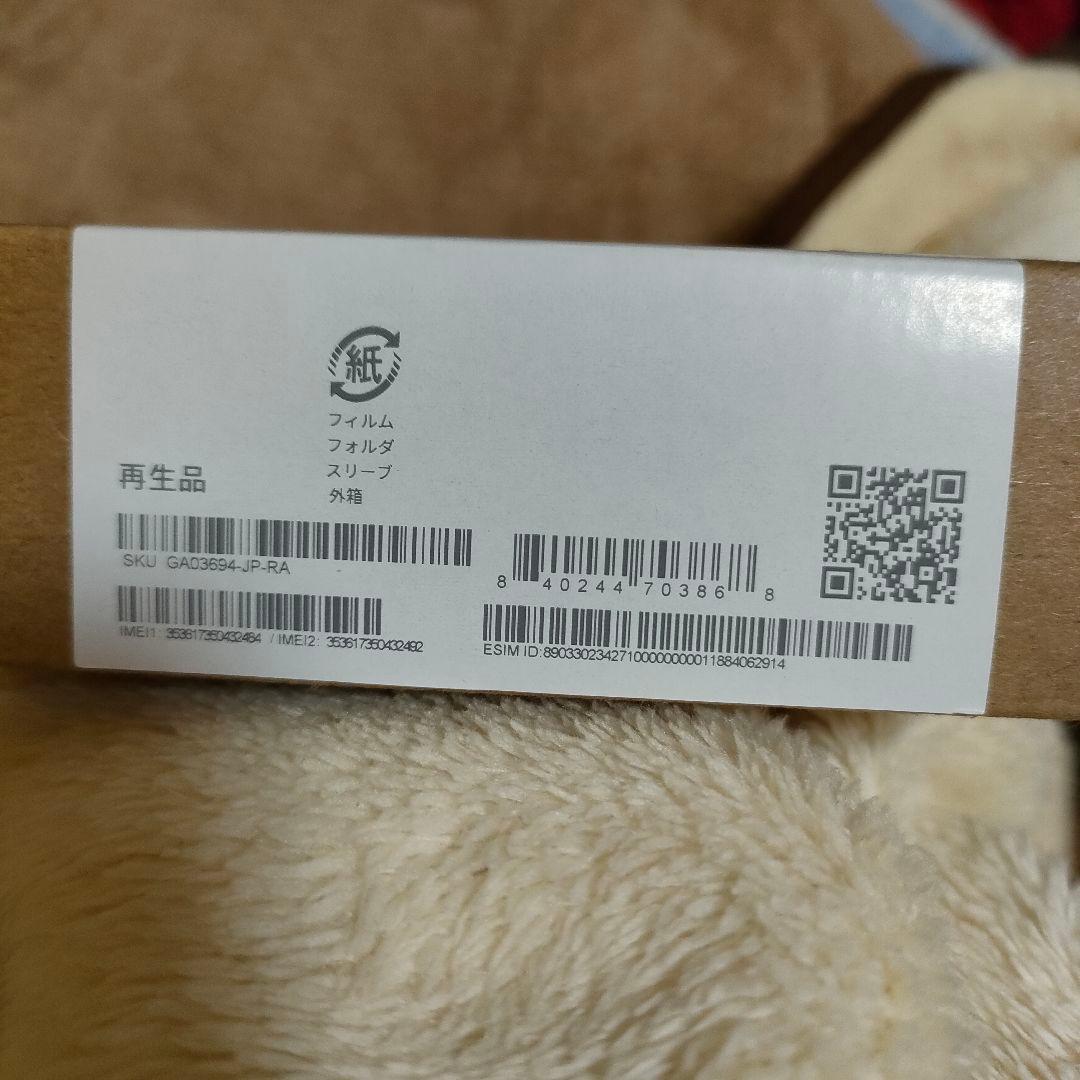 紙
フィルム
フォルダ
スリーブ
外箱
再生品
SKU GA03694-JP-RA
8 40244 70386 8
IMEI1: 353617350432484 / IMEI2: 353617350432492
ESIM ID:89033023427100000000011884062914